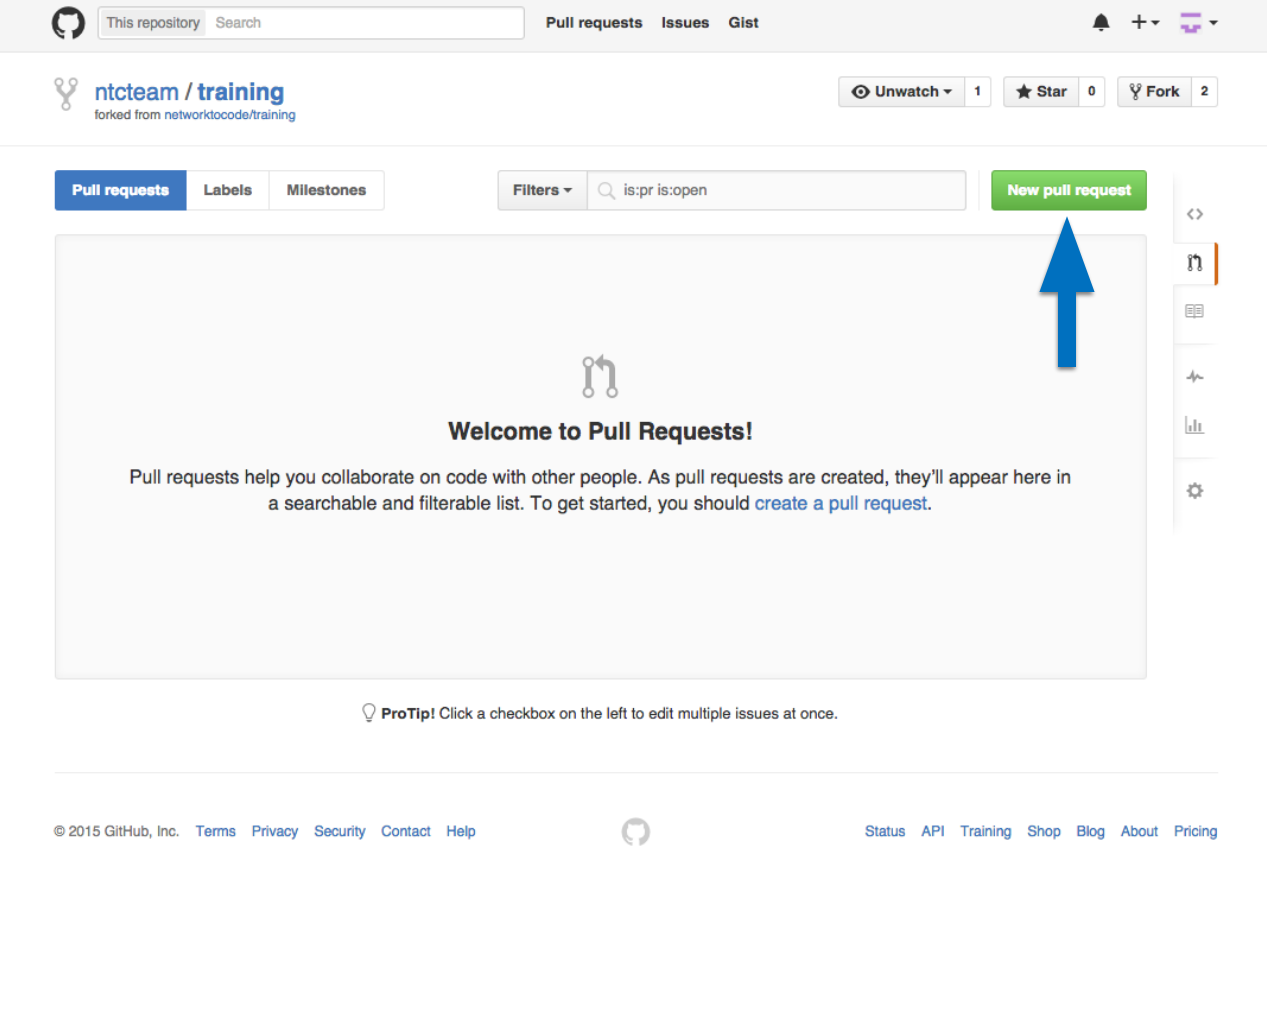 This repository Search Pull requests Issues Gist
ntcteam / training
forked from networktocode/training
Unwatch 1 Star 0 Fork 2
Pull requests Labels Milestones Filters is:pr is:open New pull request
Welcome to Pull Requests!
Pull requests help you collaborate on code with other people. As pull requests are created, they’ll appear here in
a searchable and filterable list. To get started, you should create a pull request.
ProTip! Click a checkbox on the left to edit multiple issues at once.
© 2015 GitHub, Inc. Terms Privacy Security Contact Help Status API Training Shop Blog About Pricing